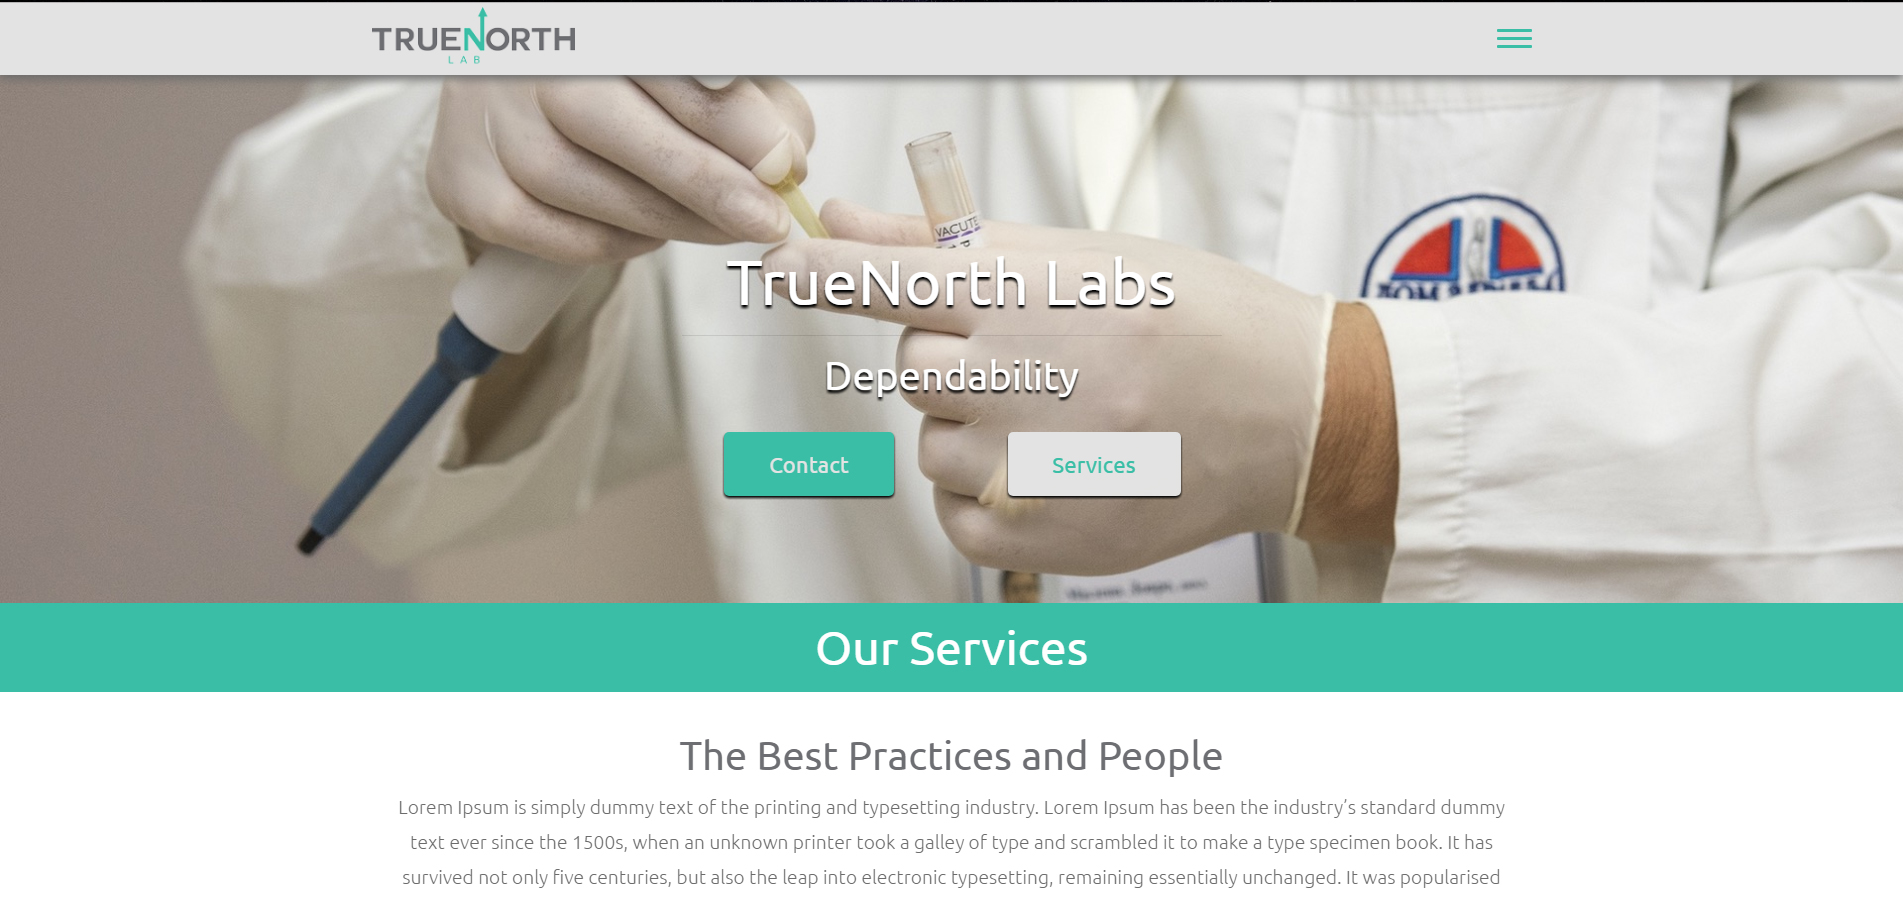 TRUENORTH
LAB
VACUTE
TrueNorth Labs
Dependability
Contact
Services
Our Services
The Best Practices and People
Lorem Ipsum is simply dummy text of the printing and typesetting industry. Lorem Ipsum has been the industry's standard dummy
text ever since the 1500s, when an unknown printer took a galley of type and scrambled it to make a type specimen book. It has
survived not only five centuries, but also the leap into electronic typesetting, remaining essentially unchanged. It was popularised